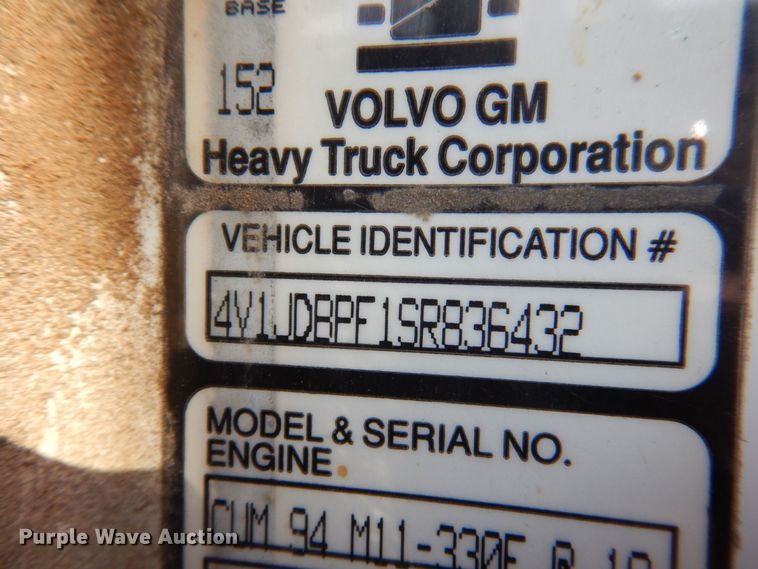 BASE
152
VOLVO GM
Heavy Truck Corporation
VEHICLE IDENTIFICATION #
4V1JDBPF1SR836432
MODEL & SERIAL NO.
ENGINE
CUM 94 M11-330E @ 18
Purple Wave Auction